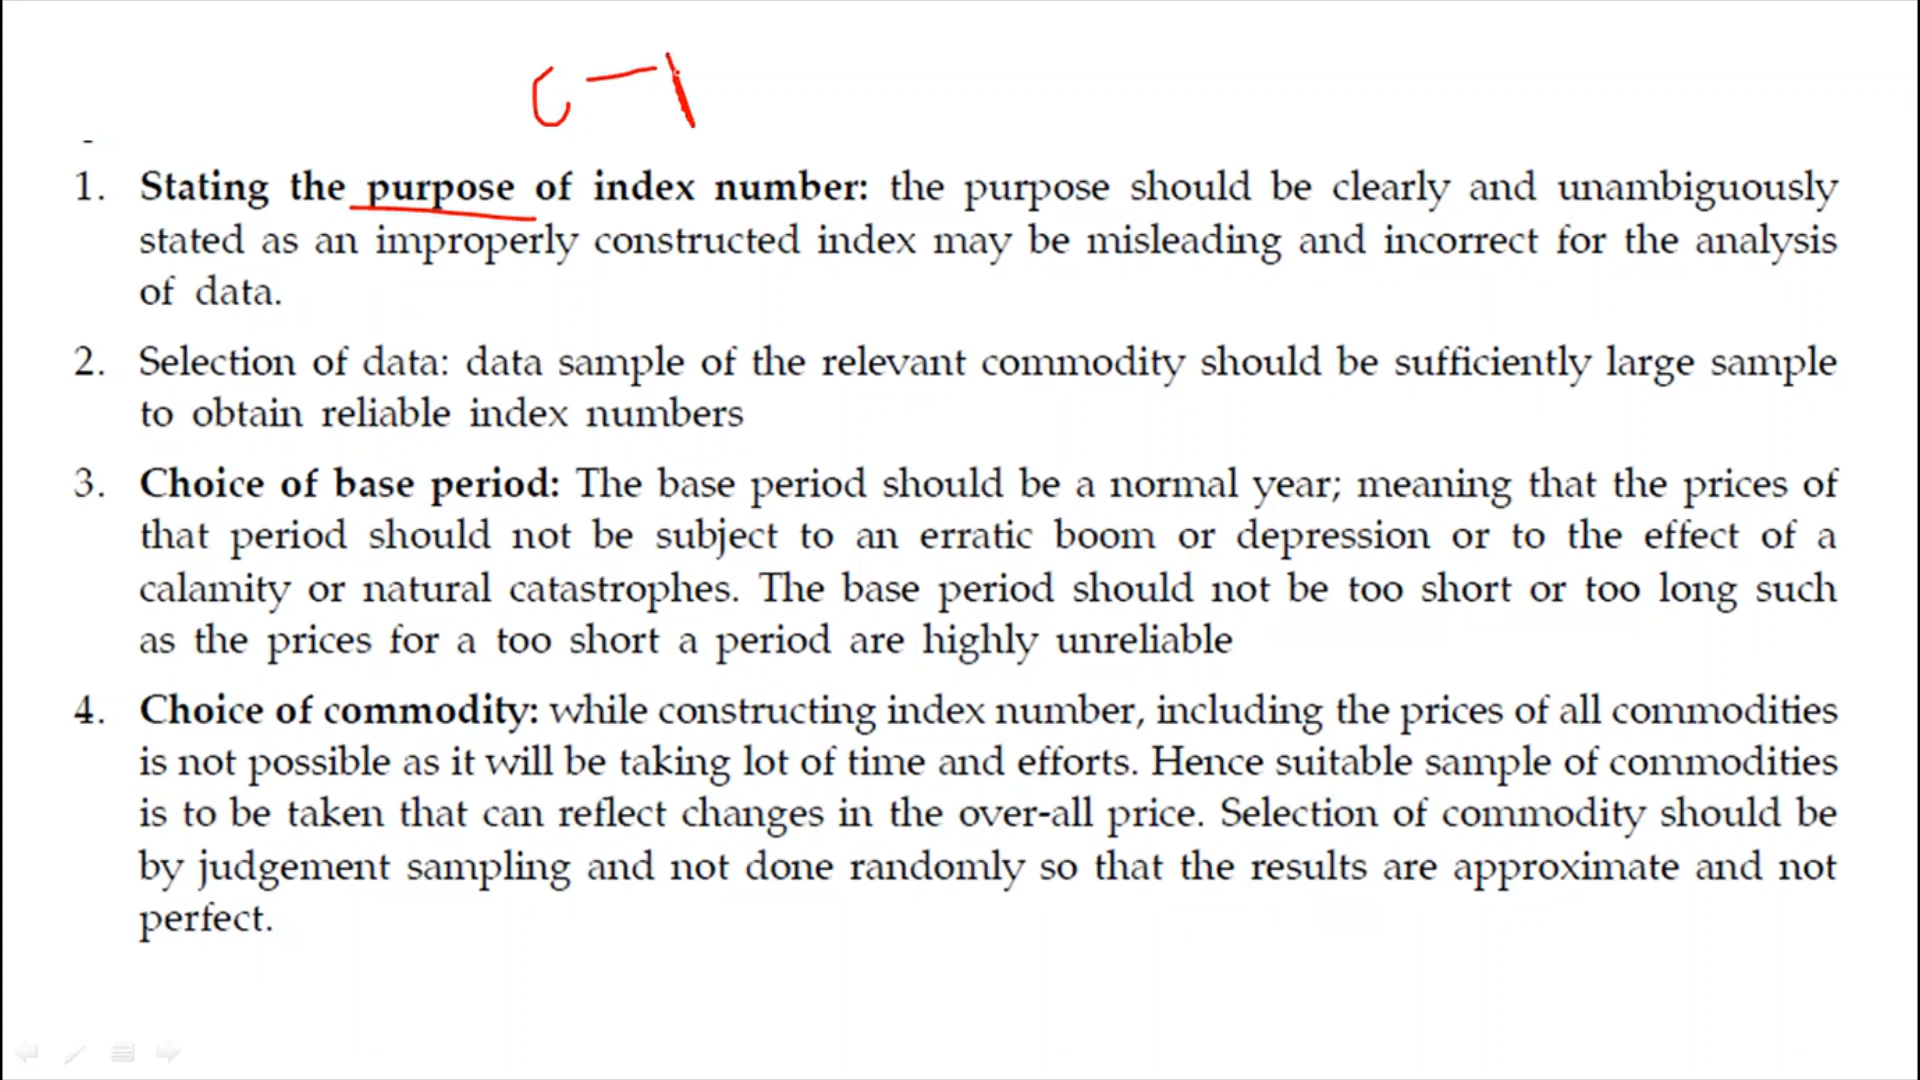 1. Stating the purpose of index number: the purpose should be clearly and unambiguously
stated as an improperly constructed index may be misleading and incorrect for the analysis
of data.
2. Selection of data: data sample of the relevant commodity should be sufficiently large sample
to obtain reliable index numbers
3. Choice of base period: The base period should be a normal year; meaning that the prices of
that period should not be subject to an erratic boom or depression or to the effect of a
calamity or natural catastrophes. The base period should not be too short or too long such
as the prices for a too short a period are highly unreliable
4. Choice of commodity: while constructing index number, including the prices of all commodities
is not possible as it will be taking lot of time and efforts. Hence suitable sample of commodities
is to be taken that can reflect changes in the over-all price. Selection of commodity should be
by judgement sampling and not done randomly so that the results are approximate and not
perfect.